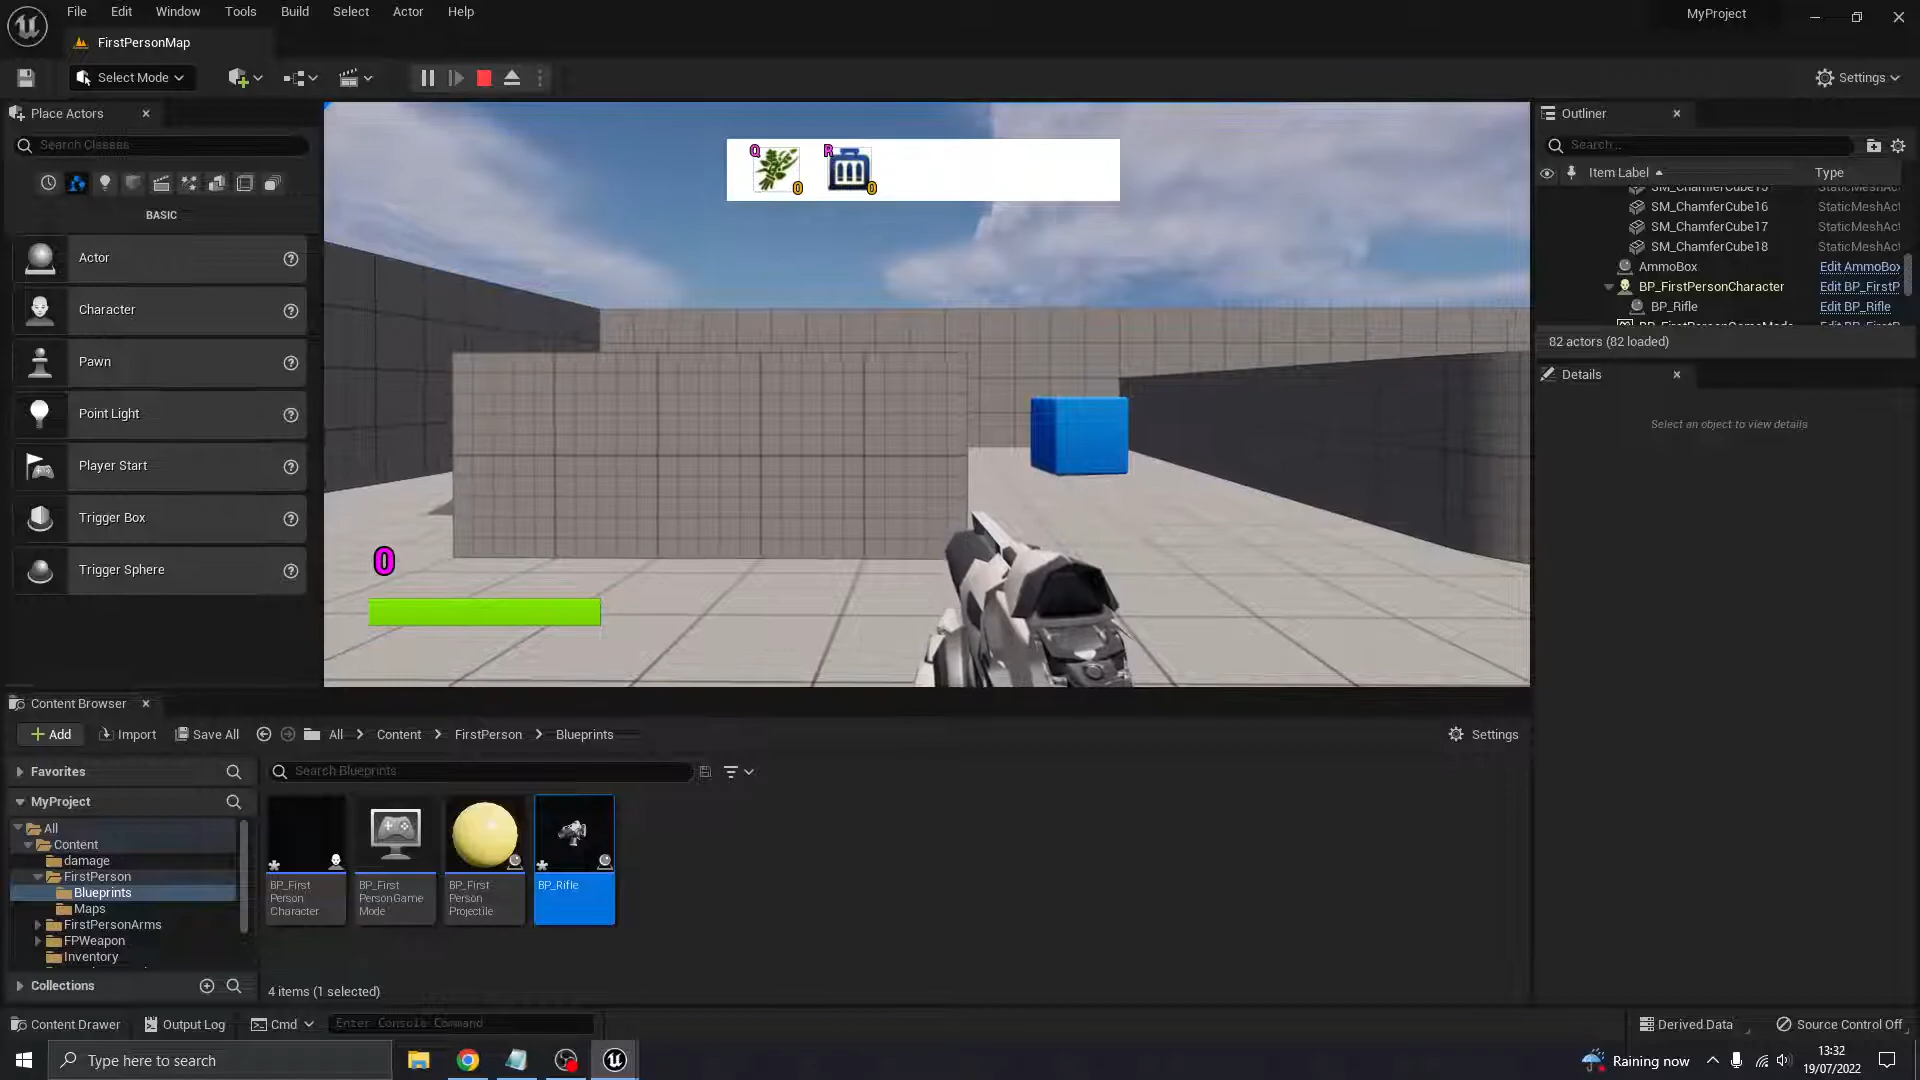 File Edit Window Tools Build Select Actor Help
MyProject
FirstPersonMap
Select Mode
Settings
Place Actors
Search Classes
BASIC
Actor
Character
Pawn
Point Light
Player Start
Trigger Box
Trigger Sphere
Q
0
R
0
0
Outliner
Search...
Item Label
Type
SM_ChamferCube15 StaticMeshAct
SM_ChamferCube16 StaticMeshAct
SM_ChamferCube17 StaticMeshAct
SM_ChamferCube18 StaticMeshAct
AmmoBox Edit AmmoBox
BP_FirstPersonCharacter Edit BP_FirstP
BP_Rifle Edit BP_Rifle
BP_FirstPersonGameMode Edit BP_FirstP
82 actors (82 loaded)
Details
Select an object to view details
Content Browser
Add Import Save All All Content FirstPerson Blueprints Settings
Favorites
Search Blueprints
MyProject
All
Content
damage
FirstPerson
Blueprints
Maps
FirstPersonArms
FPWeapon
Inventory
Collections
BP_First
Person
Character
BP_First
PersonGame
Mode
BP_First
Person
Projectile
BP_Rifle
4 items (1 selected)
Content Drawer Output Log Cmd Enter Console Command Derived Data Source Control Off
Type here to search
Raining now
13:32
19/07/2022